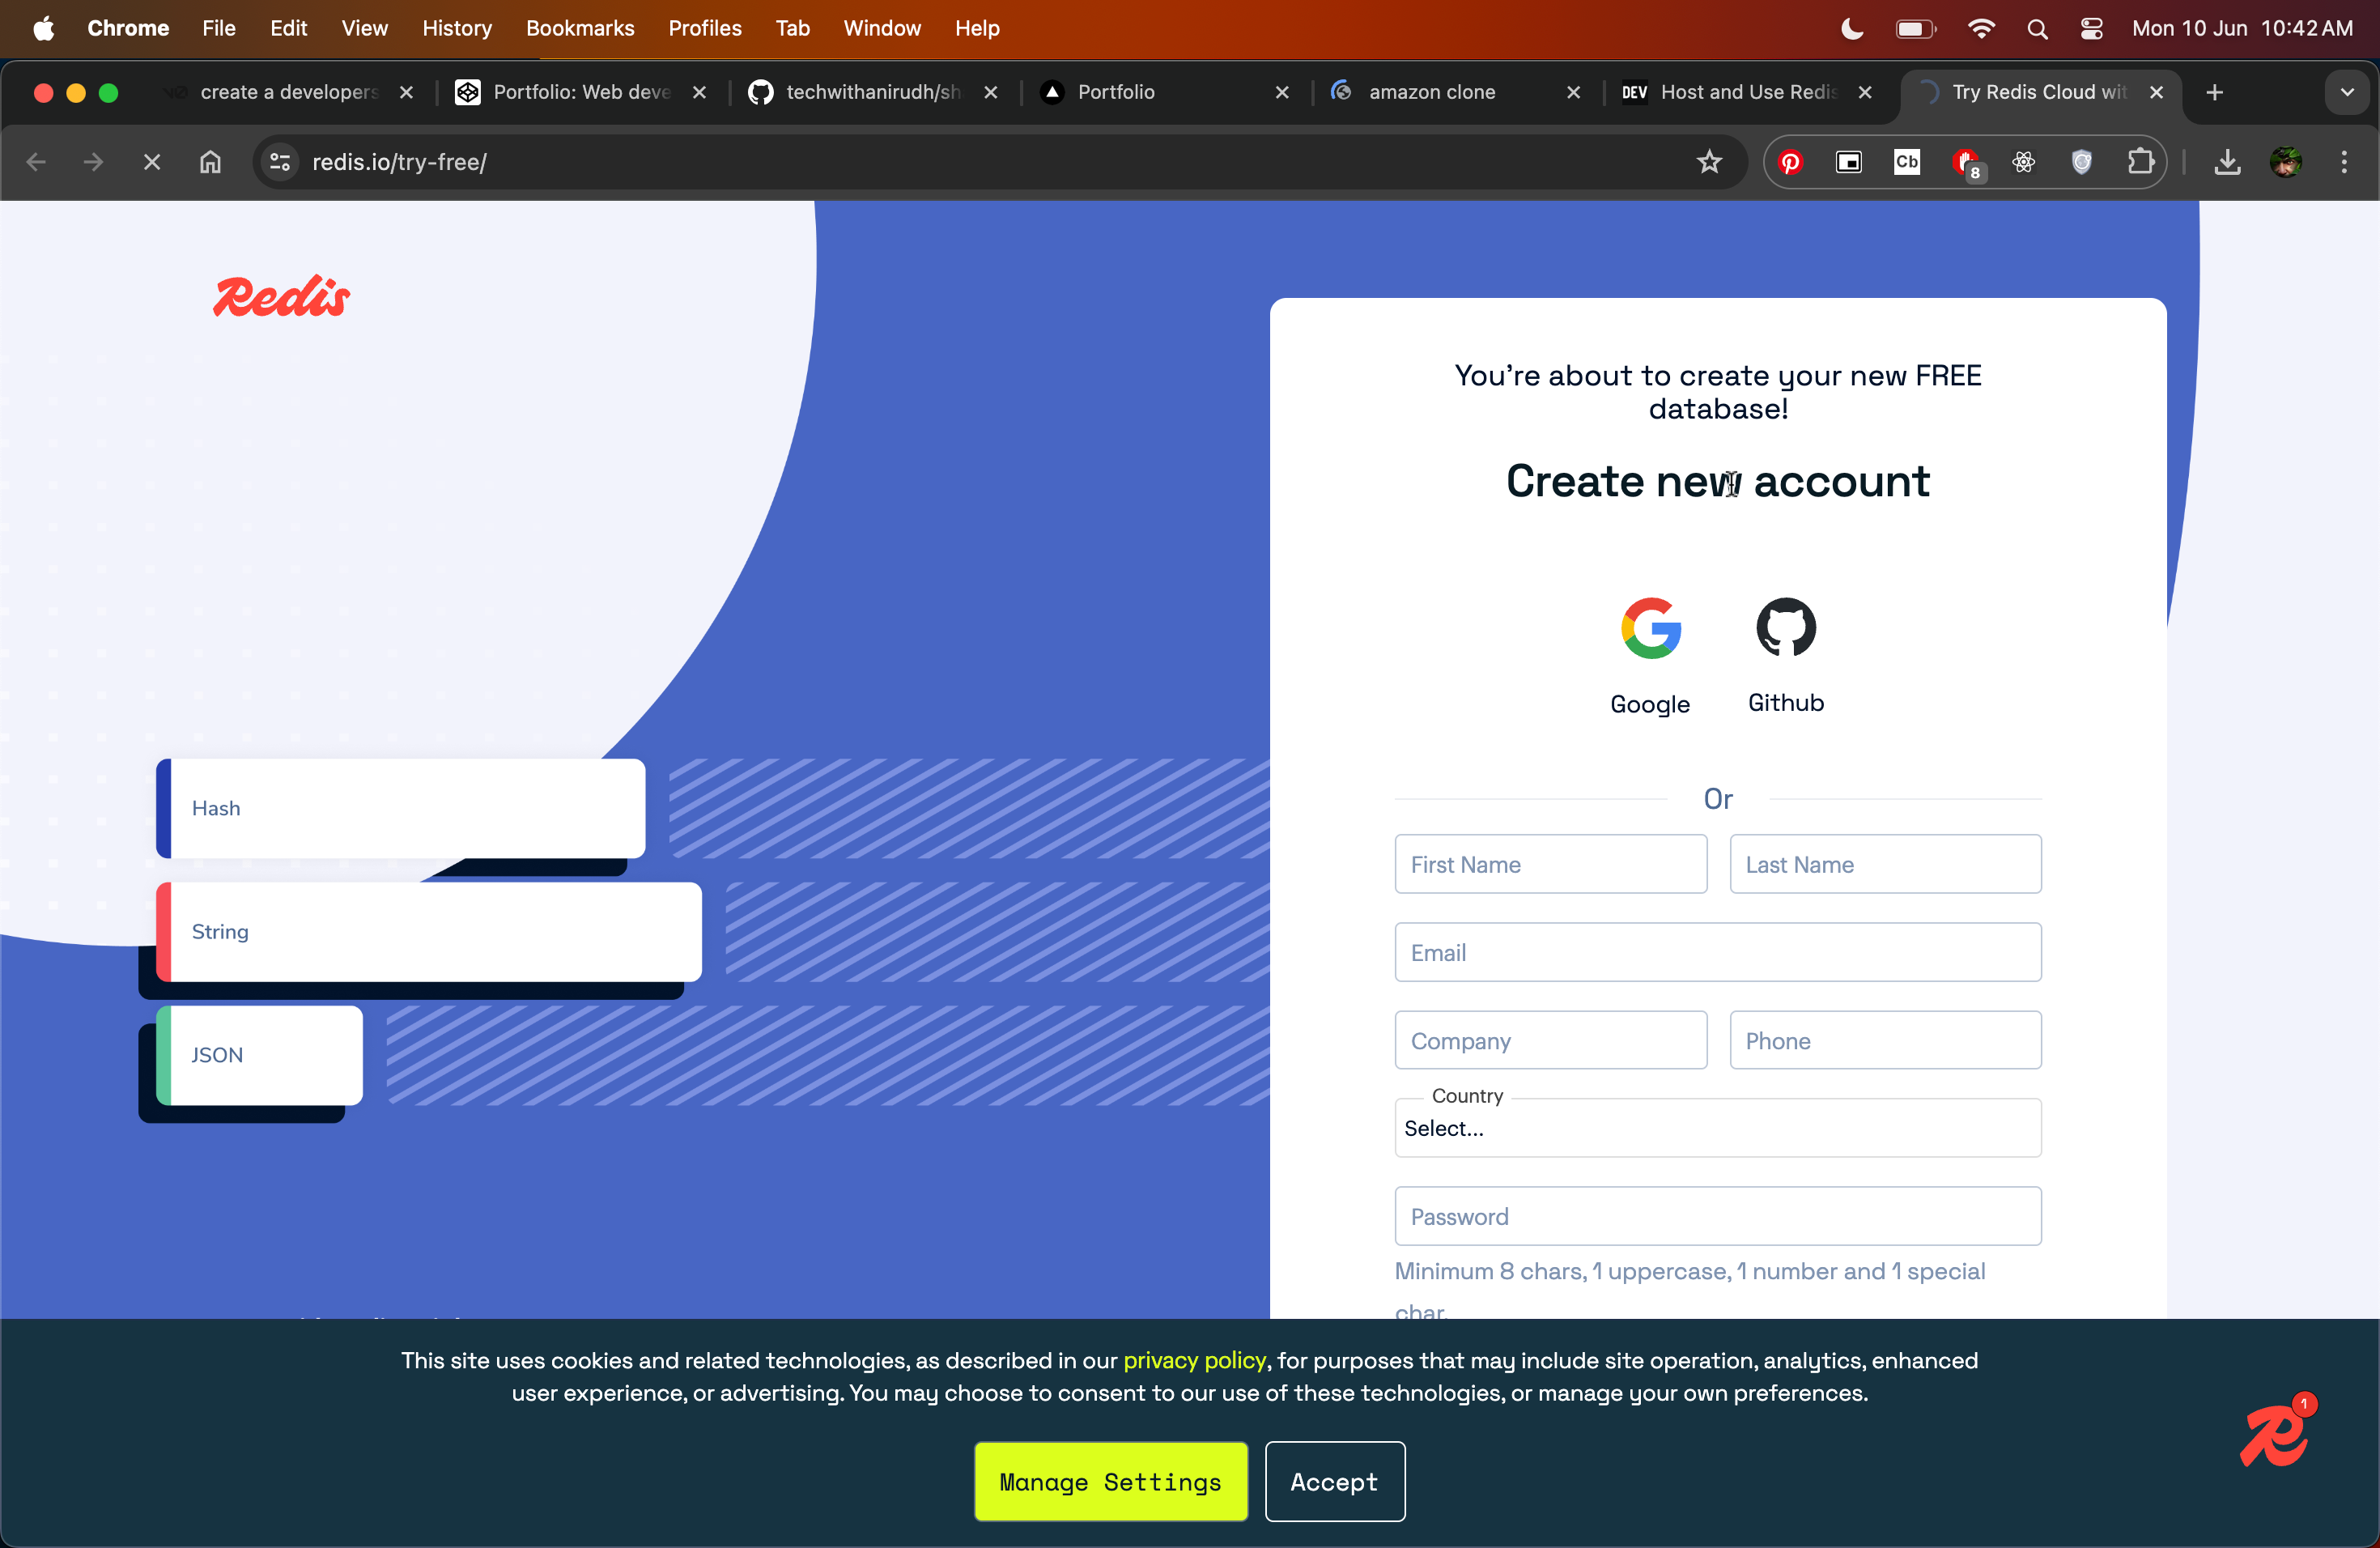 Chrome File Edit View History Bookmarks Profiles Tab Window Help Mon 10 Jun 10:42 AM
create a developers Portfolio: Web deve techwithanirudh/sh Portfolio amazon clone DEV Host and Use Redis Try Redis Cloud wit
redis.io/try-free/ Cb 8
Redis
You're about to create your new FREE
database!
Create new account
Google Github
Or
Hash
String
JSON
First Name Last Name
Email
Company Phone
Country
Select...
Password
Minimum 8 chars, 1 uppercase, 1 number and 1 special
char.
This site uses cookies and related technologies, as described in our privacy policy, for purposes that may include site operation, analytics, enhanced
user experience, or advertising. You may choose to consent to our use of these technologies, or manage your own preferences.
Manage Settings Accept
1